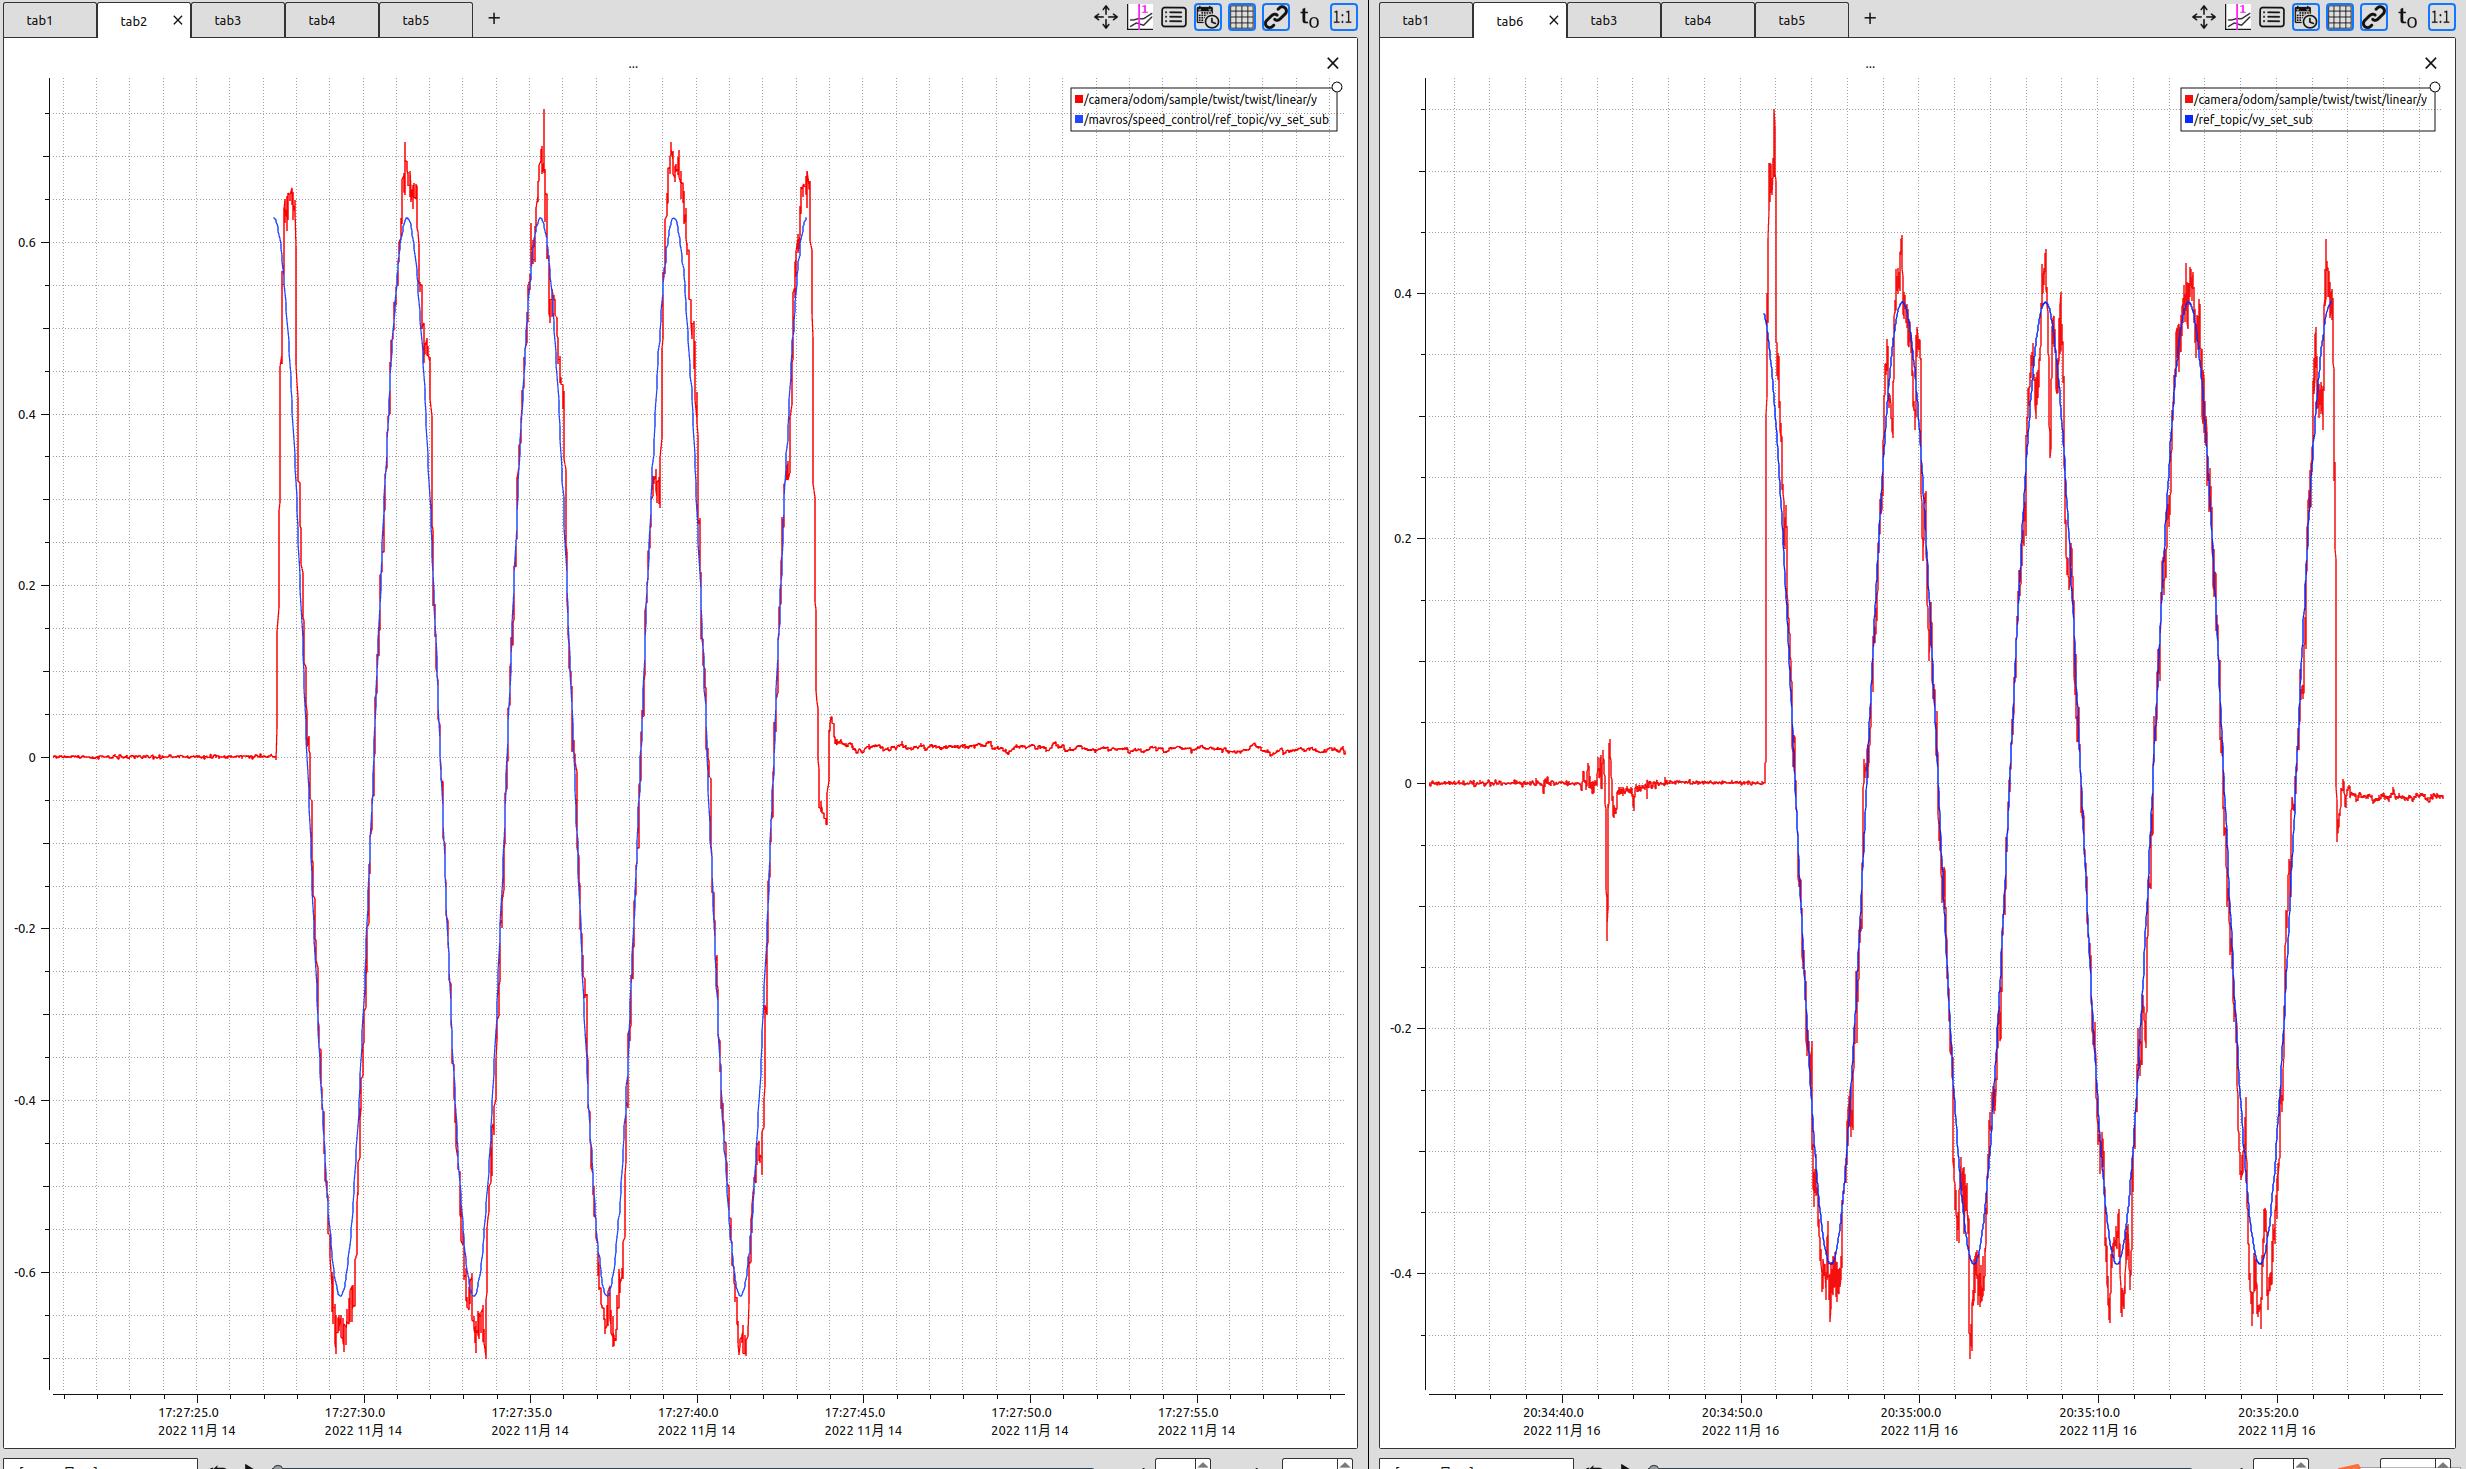 tab1 tab2 × tab3 tab4 tab5 + t₀ 1:1
...
/camera/odom/sample/twist/twist/linear/y
/mavros/speed_control/ref_topic/vy_set_sub
0.6
0.4
0.2
0
-0.2
-0.4
-0.6
17:27:25.0 17:27:30.0 17:27:35.0 17:27:40.0 17:27:45.0 17:27:50.0 17:27:55.0
2022 11月 14 2022 11月 14 2022 11月 14 2022 11月 14 2022 11月 14 2022 11月 14 2022 11月 14
tab1 tab6 × tab3 tab4 tab5 + t₀ 1:1
...
/camera/odom/sample/twist/twist/linear/y
/ref_topic/vy_set_sub
0.4
0.2
0
-0.2
-0.4
20:34:40.0 20:34:50.0 20:35:00.0 20:35:10.0 20:35:20.0
2022 11月 16 2022 11月 16 2022 11月 16 2022 11月 16 2022 11月 16